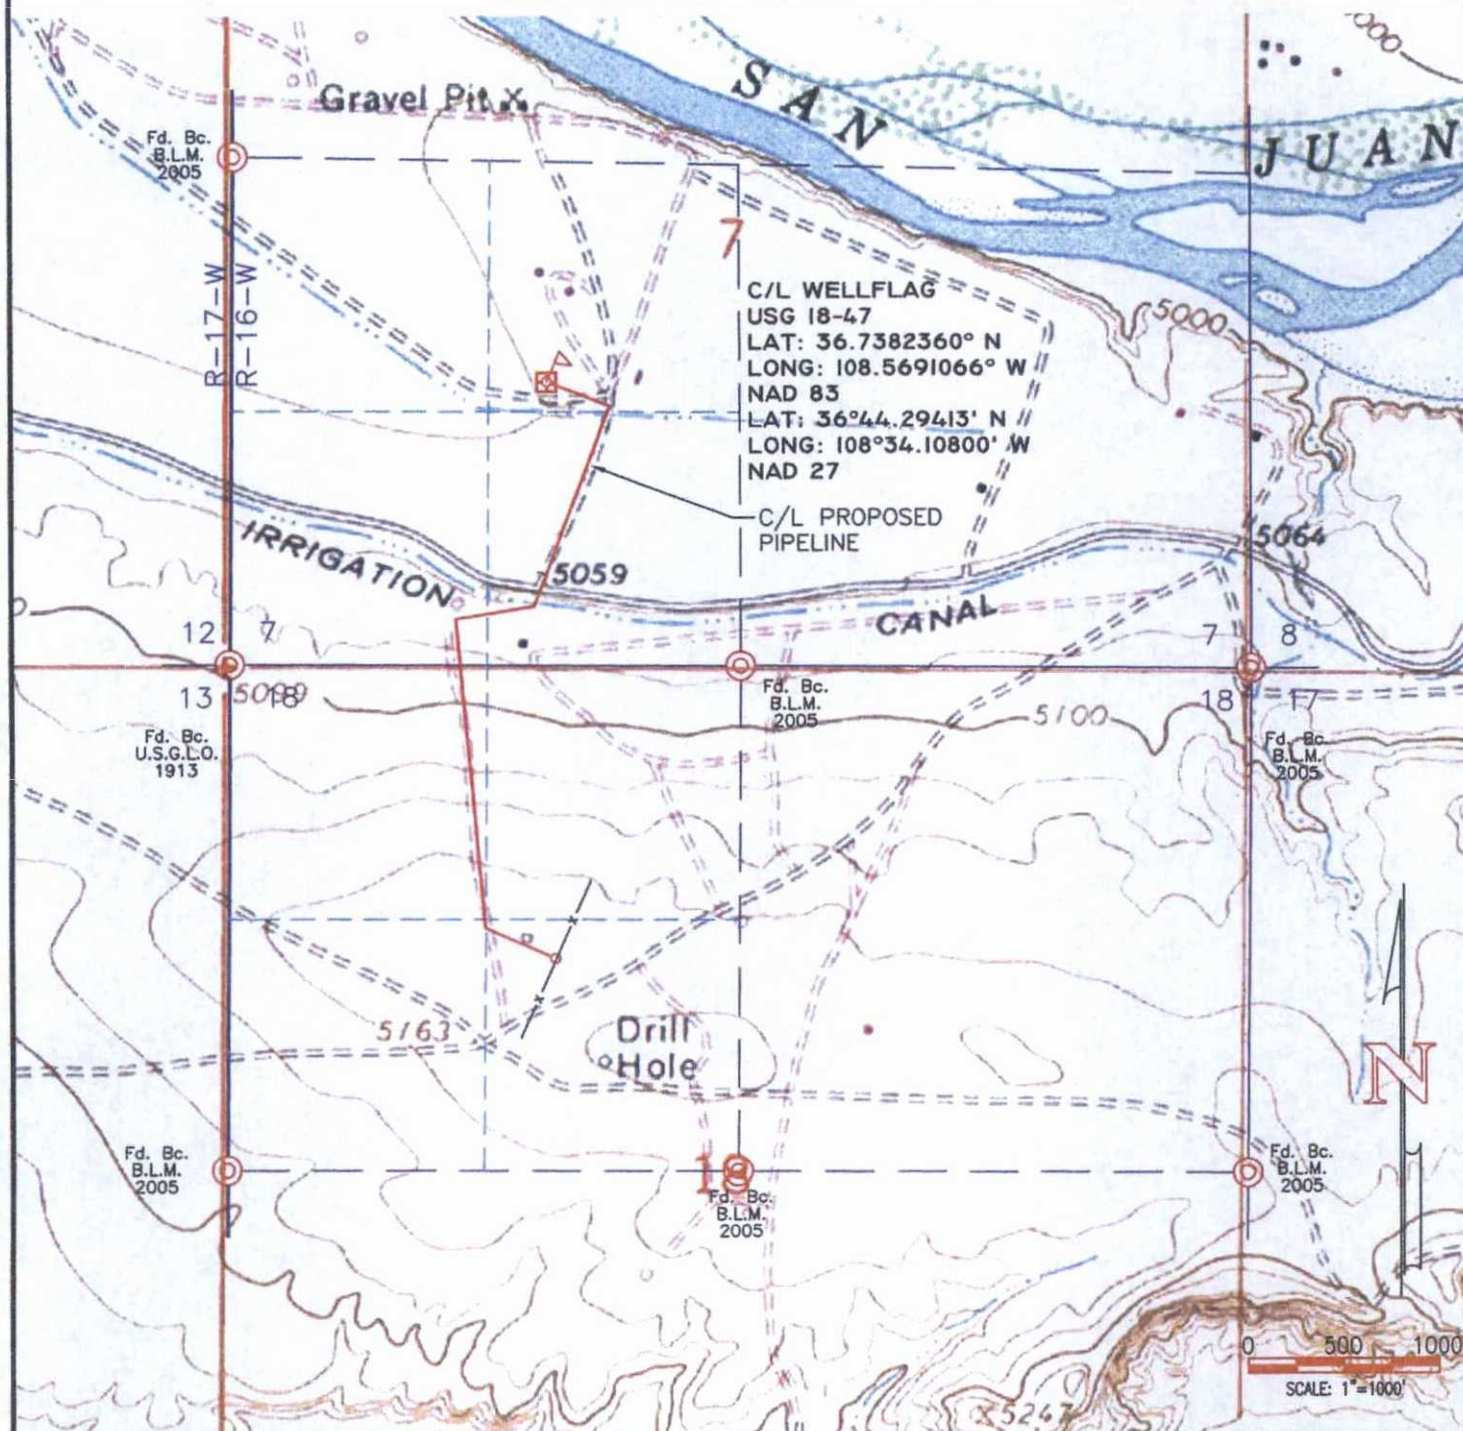 5000
SAN
JUAN
Gravel Pit
Fd. Bc.
B.L.M.
2005
7
R-17-W
R-16-W
C/L WELLFLAG
USG 18-47
LAT: 36.7382360° N
LONG: 108.5691066° W
NAD 83
LAT: 36°44.29413' N
LONG: 108°34.10800' W
NAD 27
5000
C/L PROPOSED
PIPELINE
IRRIGATION
5059
5064
CANAL
12 7
7 8
13 18
5099
18 17
Fd. Bc.
B.L.M.
2005
5100
Fd. Bc.
U.S.G.L.O.
1913
Fd. Bc.
B.L.M.
2005
5163
Drill
Hole
N
Fd. Bc.
B.L.M.
2005
Fd. Bc.
B.L.M.
2005
Fd. Bc.
B.L.M.
2005
0 500 1000
SCALE: 1"=1000'
5247